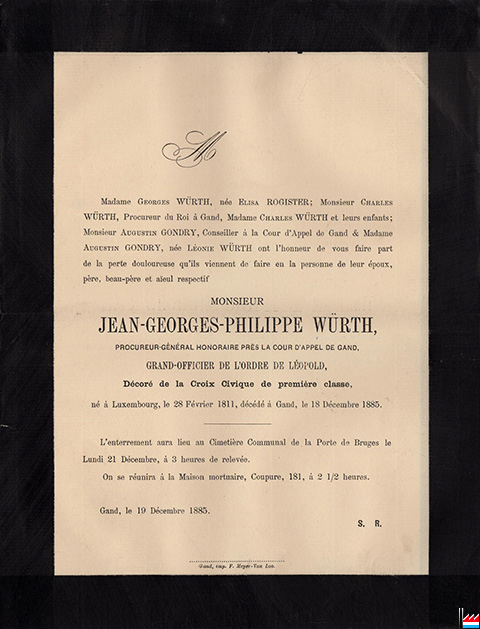 M
Madame Georges WÜRTH, née Elisa ROGISTER; Monsieur Charles
WÜRTH, Procureur du Roi à Gand, Madame Charles WÜRTH et leurs enfants;
Monsieur Augustin GONDRY, Conseiller à la Cour d'Appel de Gand & Madame
Augustin GONDRY, née Léonie WÜRTH ont l'honneur de vous faire part
de la perte douloureuse qu'ils viennent de faire en la personne de leur époux,
père, beau-père et aïeul respectif
MONSIEUR
JEAN-GEORGES-PHILIPPE WÜRTH,
PROCUREUR-GÉNÉRAL HONORAIRE PRÈS LA COUR D'APPEL DE GAND,
GRAND-OFFICIER DE L'ORDRE DE LÉOPOLD,
Décoré de la Croix Civique de première classe,
né à Luxembourg, le 28 Février 1811, décédé à Gand, le 18 Décembre 1885.
L'enterrement aura lieu au Cimetière Communal de la Porte de Bruges le
Lundi 21 Décembre, à 3 heures de relevée.
On se réunira à la Maison mortuaire, Coupure, 181, à 2 1/2 heures.
Gand, le 19 Décembre 1885.
S. R.
Gand, imp. F. Meyer-Van Loo.